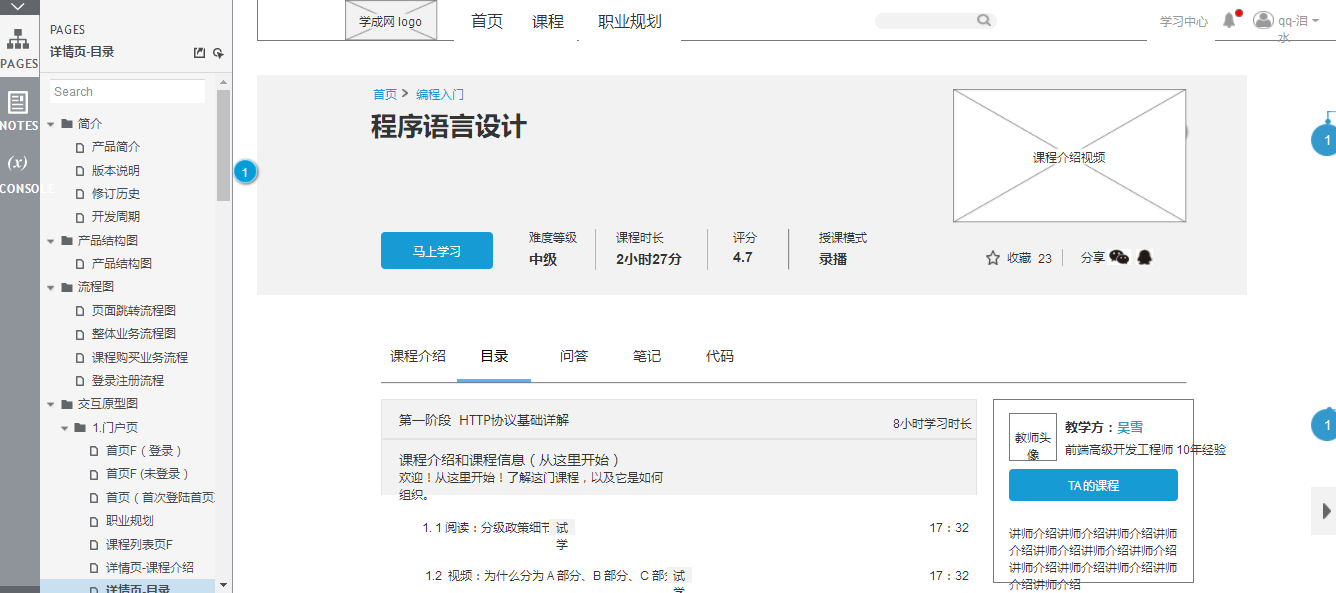 PAGES
详情页-目录
PAGES
Search
NOTES
(x)
CONSOLE
简介
产品简介
版本说明
修订历史
开发周期
产品结构图
产品结构图
流程图
页面跳转流程图
整体业务流程图
课程购买业务流程
登录注册流程
交互原型图
1.门户页
首页F（登录）
首页F (未登录）
首页（首次登陆首页
职业规划
课程列表页F
详情页-课程介绍
详情页-目录
1
学成网 logo
首页
课程
职业规划
学习中心
qq-泪
水
首页 > 编程入门
程序语言设计
课程介绍视频
1
马上学习
难度等级
中级
课程时长
2小时27分
评分
4.7
授课模式
录播
收藏 23
分享
课程介绍
目录
问答
笔记
代码
第一阶段 HTTP协议基础详解
8小时学习时长
课程介绍和课程信息（从这里开始）
欢迎！从这里开始！了解这门课程，以及它是如何
组织。
1. 1 阅读：分级政策细节
试
学
17：32
1.2 视频：为什么分为 A 部分、B 部分、C 部
试
学
17：32
教师头
像
教学方：吴雪
前端高级开发工程师 10年经验
TA的课程
讲师介绍讲师介绍讲师介绍讲师
介绍讲师介绍讲师介绍讲师介绍
讲师介绍讲师介绍讲师介绍讲师
介绍讲师介绍
1